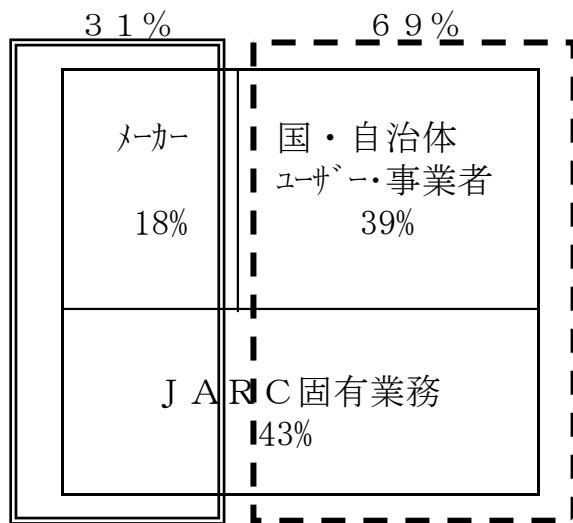 ３１%　６９%
ﾒｰｶｰ　国・自治体
ﾕｰｻﾞｰ・事業者
18%　39%
ＪＡＲＣ固有業務
43%